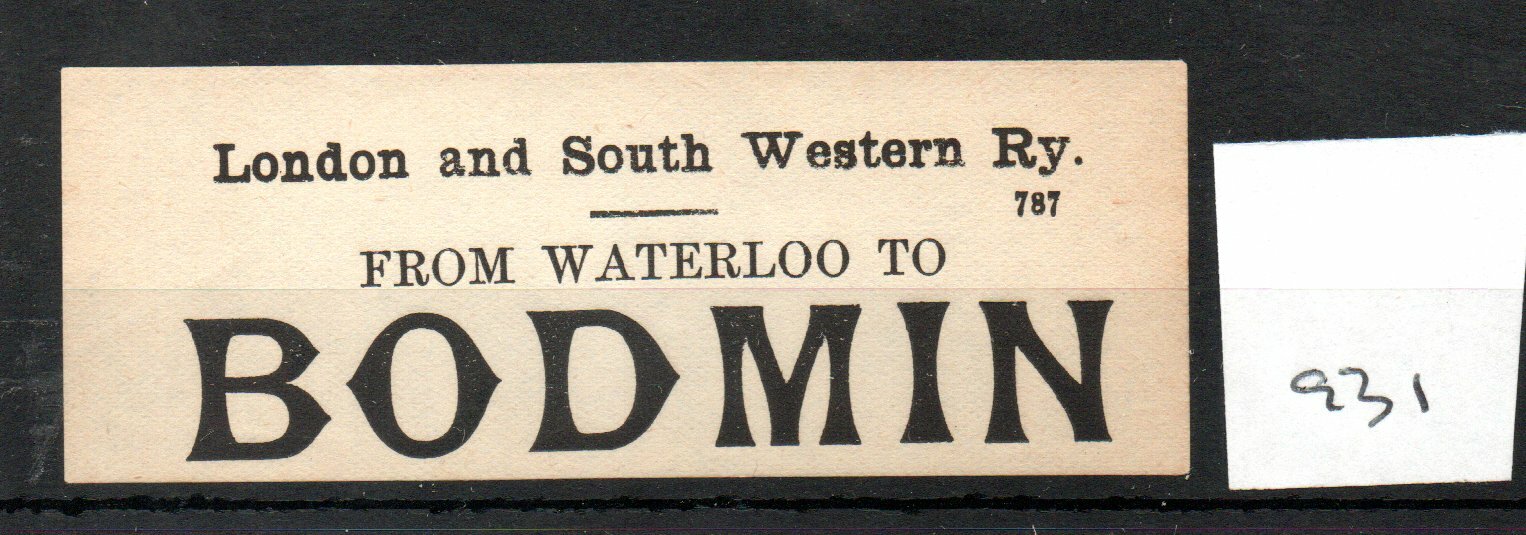 London and South Western Ry.
787
FROM WATERLOO TO
BODMIN
931